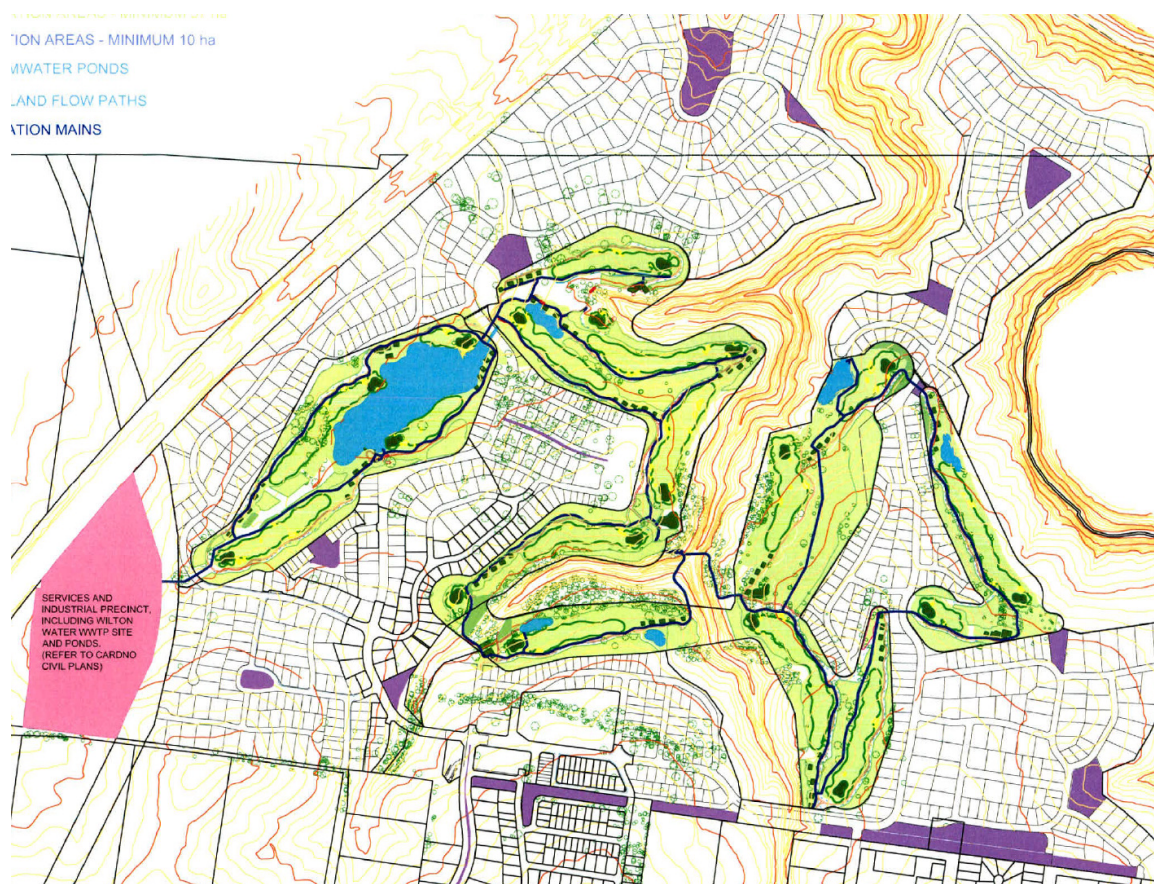 TION AREAS - MINIMUM 10 ha
MWATER PONDS
LAND FLOW PATHS
ATION MAINS
SERVICES AND
INDUSTRIAL PRECINCT,
INCLUDING WILTON
WATER WWTP SITE
AND PONDS.
(REFER TO CARDNO
CIVIL PLANS)